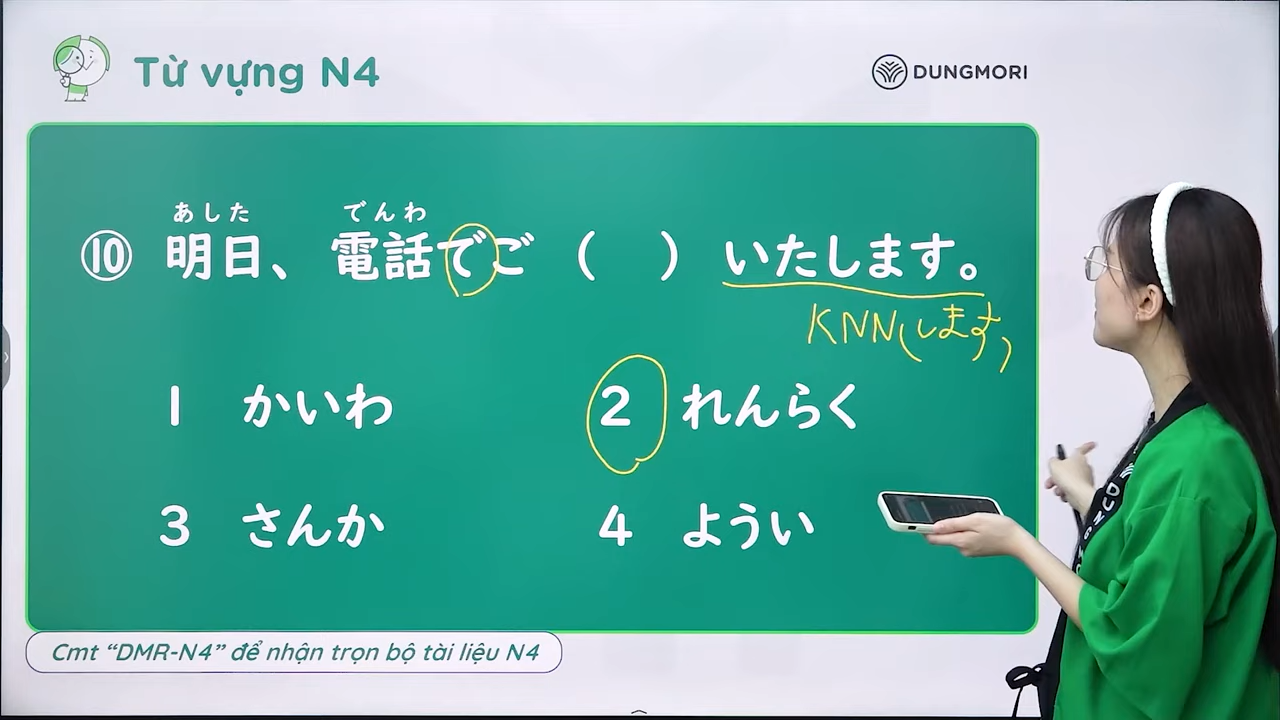 Từ vựng N4
DUNGMORI
あした でんわ
⑩ 明日、電話でご（　）いたします。
KNN(します)
1 かいわ
2 れんらく
3 さんか
4 ようい
Cmt “DMR-N4” để nhận trọn bộ tài liệu N4